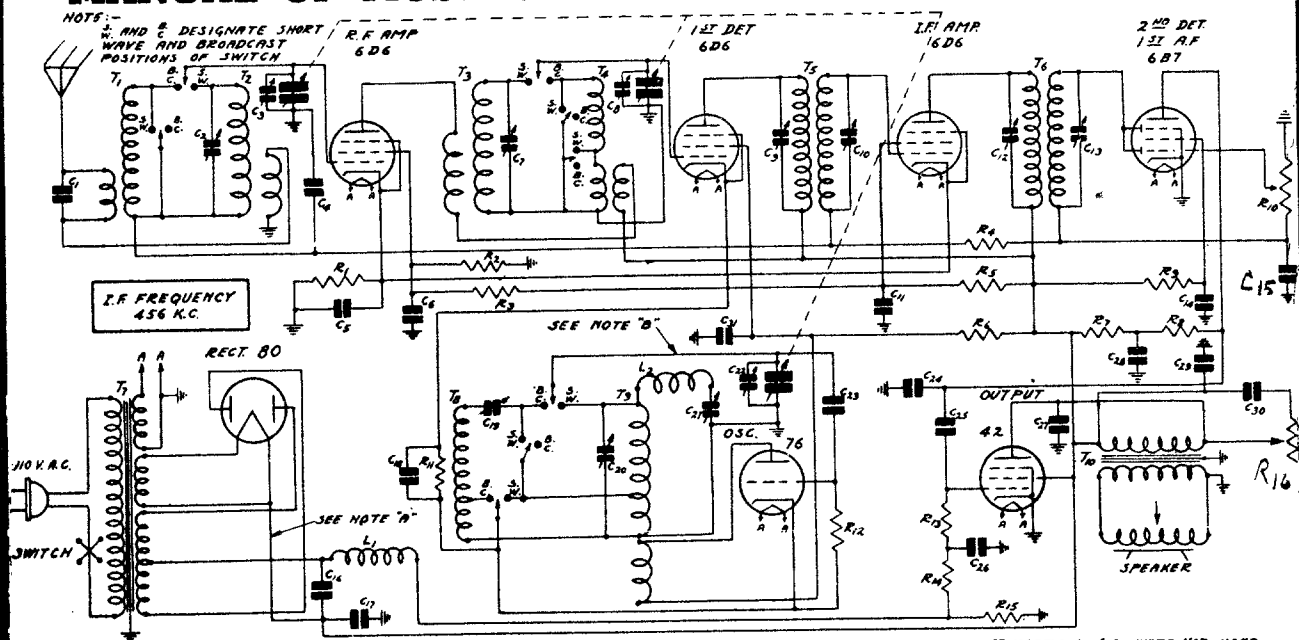 NOTE:-
S.W. AND B.C. DESIGNATE SHORT
WAVE AND BROADCAST
POSITIONS OF SWITCH
R.F. AMP
6D6
1ST DET
6D6
I.F. AMP.
6D6
2ND DET.
1ST A.F
6B7
T1
B.C.
S.W.
T2
C3
T3
S.W.
B.C.
T4
C8
T5
T6
S.W.
B.C.
C2
C1
C4
C7
S.W.
B.C.
S.W.
B.C.
C9
C10
C12
C13
A A
A A
A A
A A
R10
R4
R1
R2
R3
R5
R9
C5
C6
C11
C14
C15
I.F. FREQUENCY
456 K.C.
SEE NOTE "B"
C31
R6
R7
R8
C28
C29
A A
RECT. 80
T7
L2
C22
C23
C24
C25
OUTPUT
42
C27
C30
T8
C19
B.C.
S.W.
T9
C21
S.W.
B.C.
C20
OSC.
76
T10
R16
110 V. A.C.
C18
R11
B.C.
S.W.
A A
R12
R13
A A
SEE NOTE "A"
SWITCH
L1
C26
R14
SPEAKER
C16
C17
R15